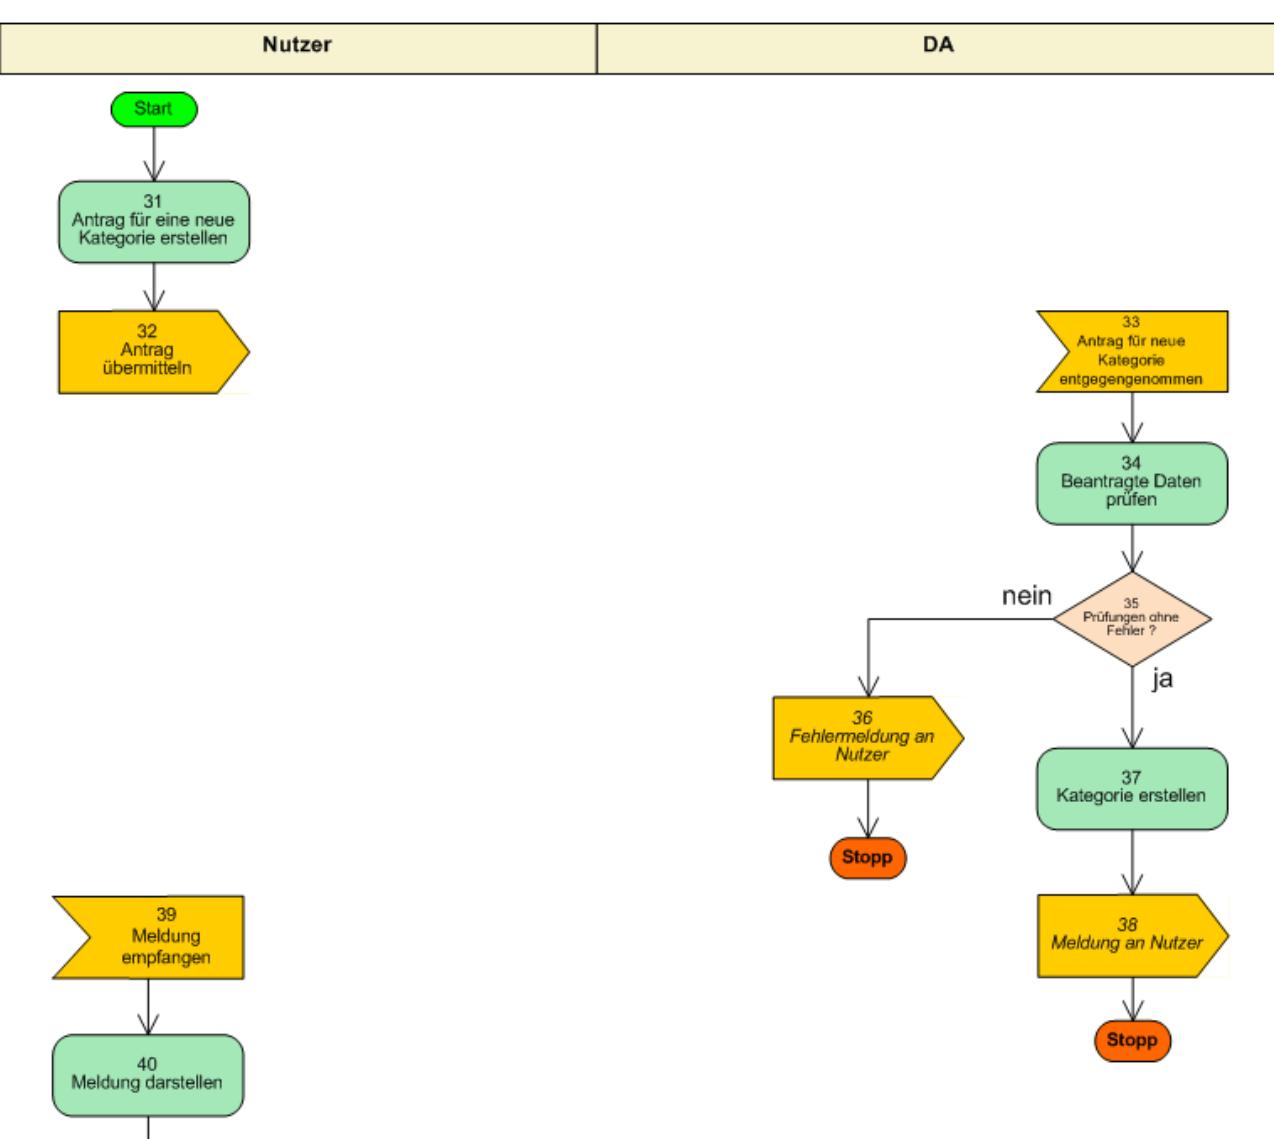 Nutzer
DA
Start
31
Antrag für eine neue
Kategorie erstellen
32
Antrag
übermitteln
33
Antrag für neue
Kategorie
entgegengenommen
34
Beantragte Daten
prüfen
nein
35
Prüfungen ohne
Fehler ?
ja
36
Fehlermeldung an
Nutzer
37
Kategorie erstellen
Stopp
39
Meldung
empfangen
38
Meldung an Nutzer
Stopp
40
Meldung darstellen